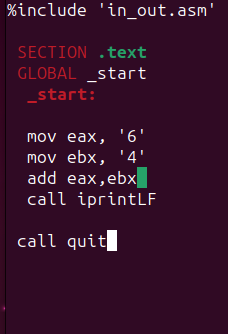 %include 'in_out.asm'
SECTION .text
GLOBAL _start
_start:
mov eax, '6'
mov ebx, '4'
add eax,ebx
call iprintLF
call quit